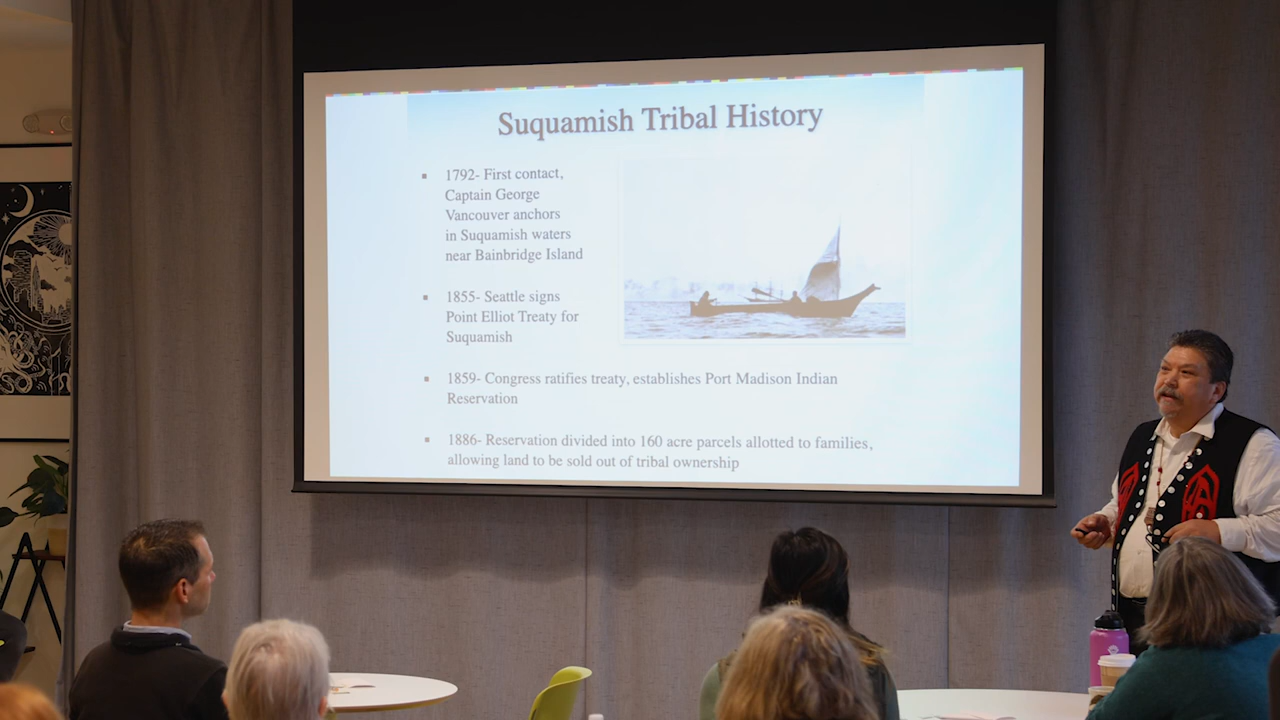 Suquamish Tribal History
1792- First contact,
Captain George
Vancouver anchors
in Suquamish waters
near Bainbridge Island
1855- Seattle signs
Point Elliot Treaty for
Suquamish
1859- Congress ratifies treaty, establishes Port Madison Indian
Reservation
1886- Reservation divided into 160 acre parcels allotted to families,
allowing land to be sold out of tribal ownership